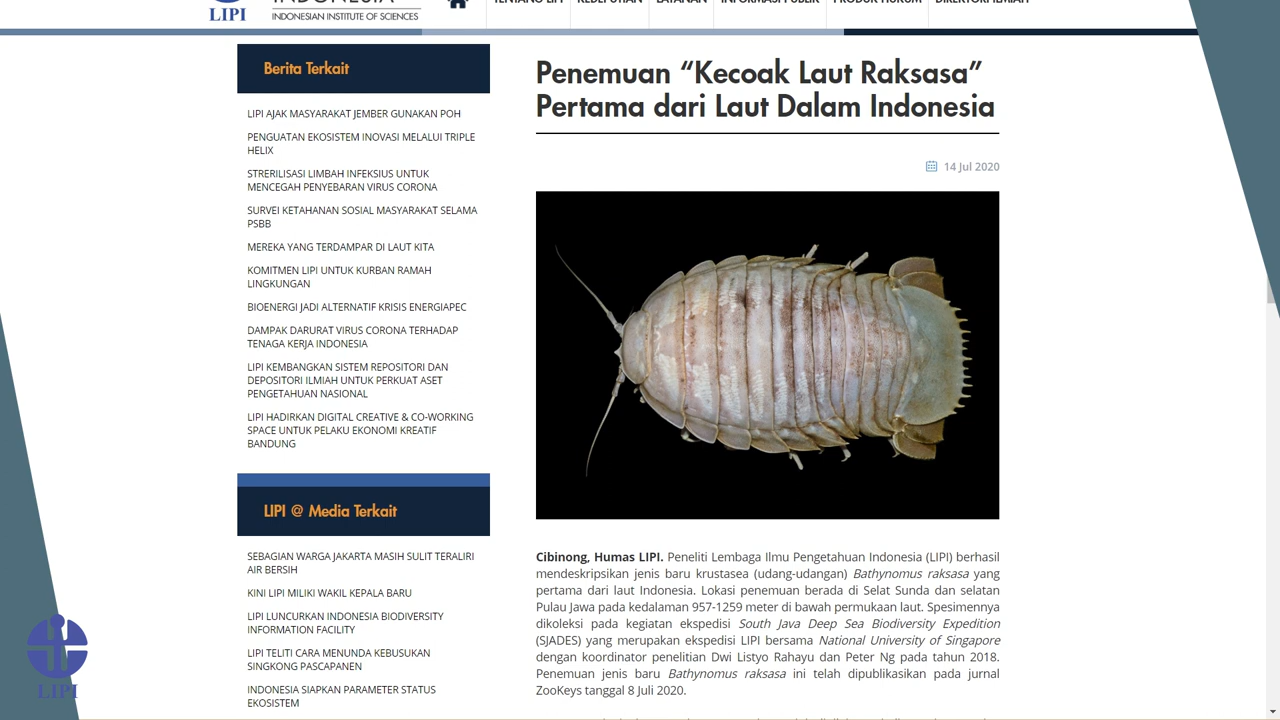 LIPI
INDONESIA
INDONESIAN INSTITUTE OF SCIENCES
TENTANG LIPI
KEDEPUTIAN
LAYANAN
INFORMASI PUBLIK
PRODUK HUKUM
DIREKTORI ILMIAH
Berita Terkait
LIPI AJAK MASYARAKAT JEMBER GUNAKAN POH
PENGUATAN EKOSISTEM INOVASI MELALUI TRIPLE
HELIX
STRERILISASI LIMBAH INFEKSIUS UNTUK
MENCEGAH PENYEBARAN VIRUS CORONA
SURVEI KETAHANAN SOSIAL MASYARAKAT SELAMA
PSBB
MEREKA YANG TERDAMPAR DI LAUT KITA
KOMITMEN LIPI UNTUK KURBAN RAMAH
LINGKUNGAN
BIOENERGI JADI ALTERNATIF KRISIS ENERGIAPEC
DAMPAK DARURAT VIRUS CORONA TERHADAP
TENAGA KERJA INDONESIA
LIPI KEMBANGKAN SISTEM REPOSITORI DAN
DEPOSITORI ILMIAH UNTUK PERKUAT ASET
PENGETAHUAN NASIONAL
LIPI HADIRKAN DIGITAL CREATIVE & CO-WORKING
SPACE UNTUK PELAKU EKONOMI KREATIF
BANDUNG
LIPI @ Media Terkait
SEBAGIAN WARGA JAKARTA MASIH SULIT TERALIRI
AIR BERSIH
KINI LIPI MILIKI WAKIL KEPALA BARU
LIPI LUNCURKAN INDONESIA BIODIVERSITY
INFORMATION FACILITY
LIPI TELITI CARA MENUNDA KEBUSUKAN
SINGKONG PASCAPANEN
INDONESIA SIAPKAN PARAMETER STATUS
EKOSISTEM
Penemuan “Kecoak Laut Raksasa”
Pertama dari Laut Dalam Indonesia
14 Jul 2020
Cibinong, Humas LIPI. Peneliti Lembaga Ilmu Pengetahuan Indonesia (LIPI) berhasil
mendeskripsikan jenis baru krustasea (udang-udangan) Bathynomus raksasa yang
pertama dari laut Indonesia. Lokasi penemuan berada di Selat Sunda dan selatan
Pulau Jawa pada kedalaman 957-1259 meter di bawah permukaan laut. Spesimennya
dikoleksi pada kegiatan ekspedisi South Java Deep Sea Biodiversity Expedition
(SJADES) yang merupakan ekspedisi LIPI bersama National University of Singapore
dengan koordinator penelitian Dwi Listyo Rahayu dan Peter Ng pada tahun 2018.
Penemuan jenis baru Bathynomus raksasa ini telah dipublikasikan pada jurnal
ZooKeys tanggal 8 Juli 2020.
LIPI